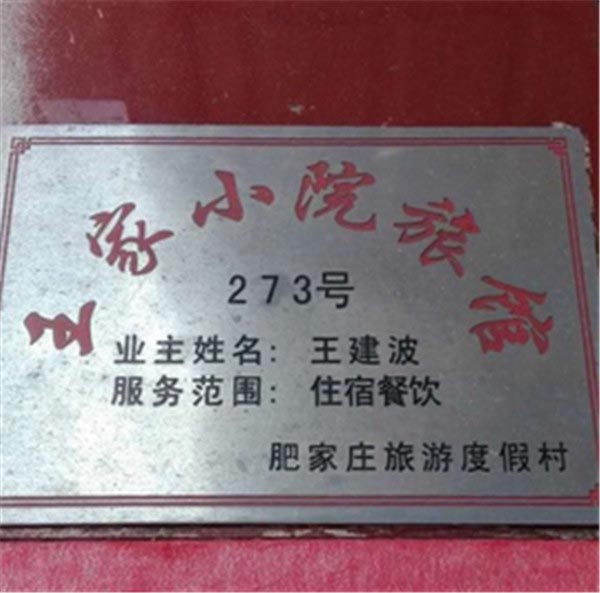 王家小院旅馆
273号
业主姓名: 王建波
服务范围: 住宿餐饮
肥家庄旅游度假村